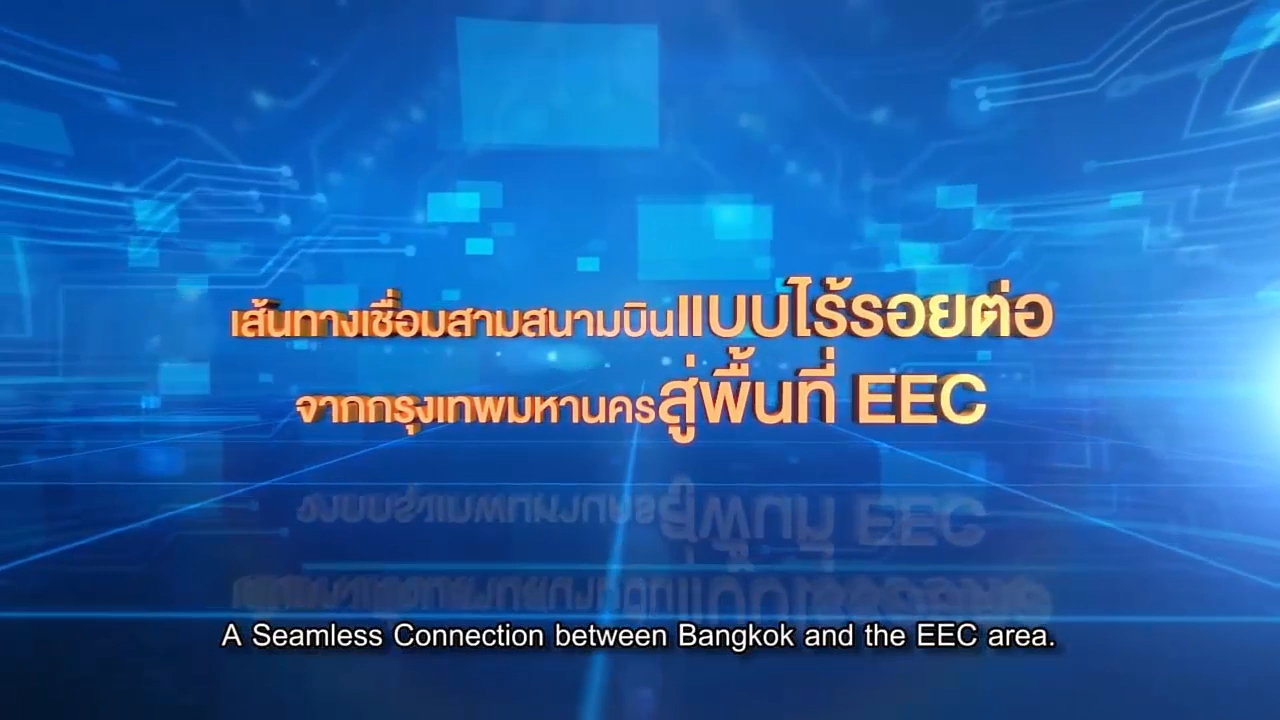 เส้นทางเชื่อมสามสนามบินแบบไร้รอยต่อ
จากกรุงเทพมหานครสู่พื้นที่ EEC
A Seamless Connection between Bangkok and the EEC area.